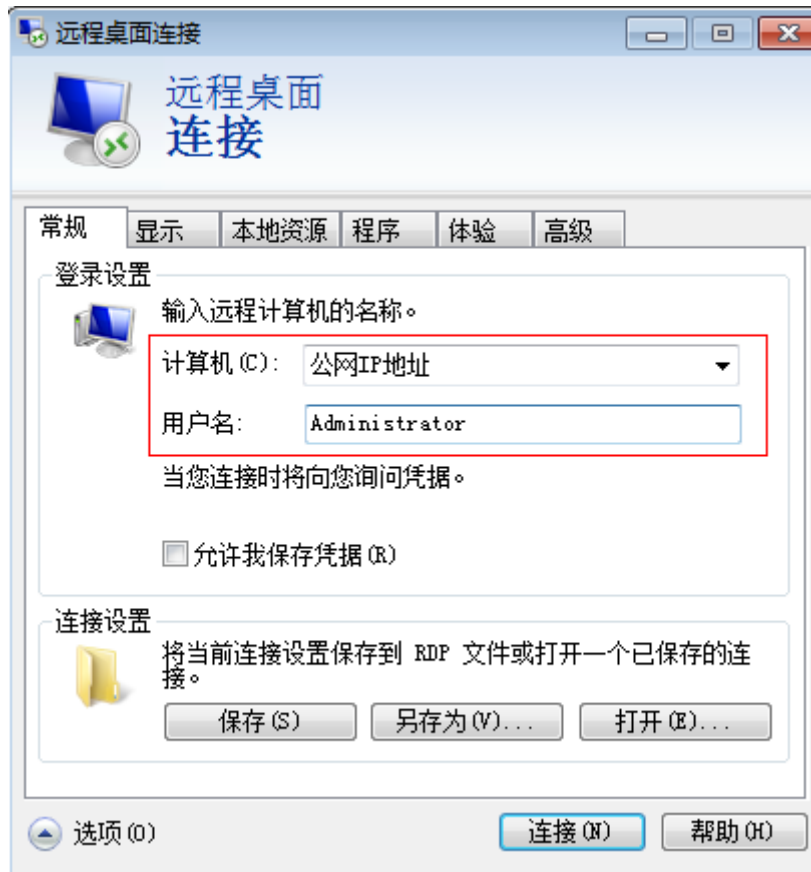 远程桌面连接
远程桌面
连接
常规 显示 本地资源 程序 体验 高级
登录设置
输入远程计算机的名称。
计算机(C): 公网IP地址
用户名: Administrator
当您连接时将向您询问凭据。
允许我保存凭据(R)
连接设置
将当前连接设置保存到 RDP 文件或打开一个已保存的连
接。
保存(S) 另存为(V)... 打开(E)...
选项(O) 连接(N) 帮助(H)